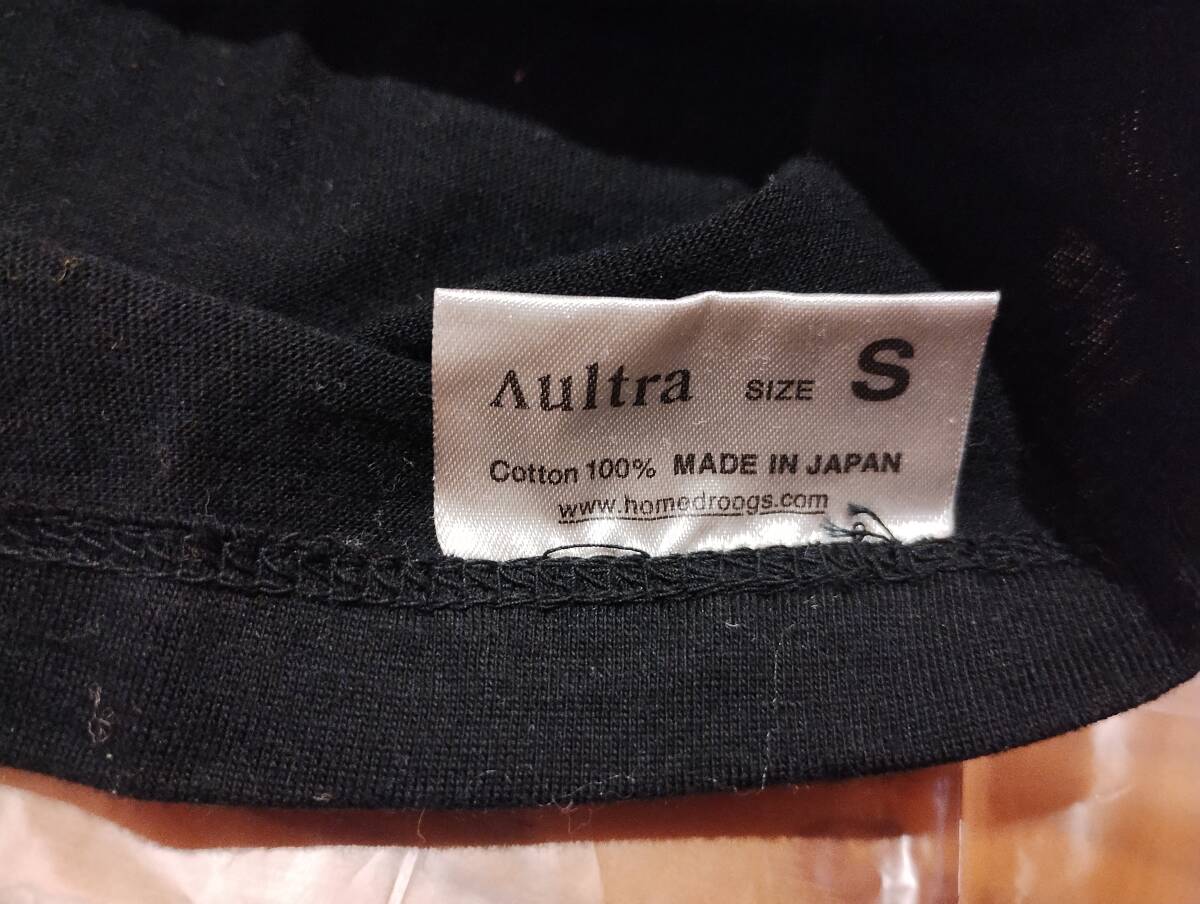 Λultra SIZE S
Cotton 100% MADE IN JAPAN
www.homedroogs.com